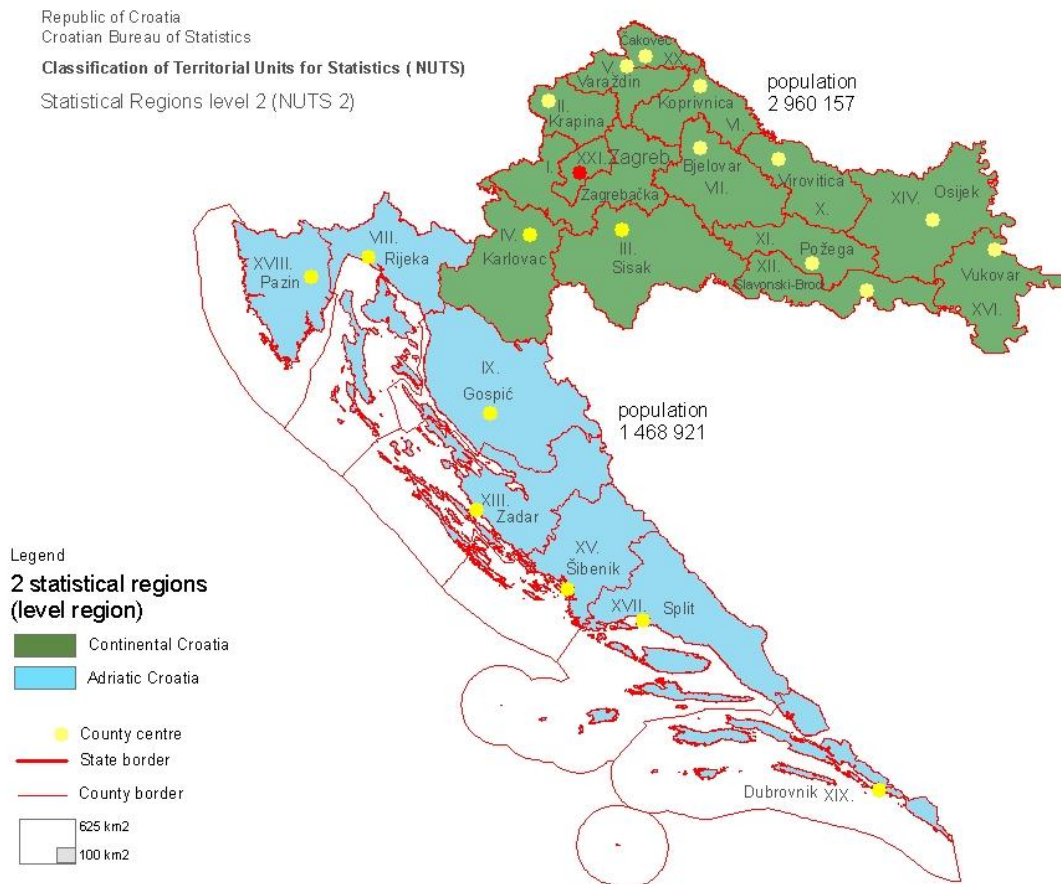 Republic of Croatia
Croatian Bureau of Statistics
Classification of Territorial Units for Statistics ( NUTS)
Statistical Regions level 2 (NUTS 2)
population
2 960 157
Čakovec
XX.
V.
Varaždin
Koprivnica
VI.
II.
Krapina
I.
XXI.
Zagreb
Zagrebačka
Bjelovar
VII.
Virovitica
X.
XIV.
Osijek
IV.
Karlovac
III.
Sisak
XI.
Požega
XII.
Slavonski-Brod
Vukovar
XVI.
VIII.
Rijeka
XVIII.
Pazin
IX.
Gospić
population
1 468 921
XIII.
Zadar
XV.
Šibenik
XVII.
Split
Dubrovnik XIX.
Legend
2 statistical regions
(level region)
Continental Croatia
Adriatic Croatia
County centre
State border
County border
625 km2
100 km2